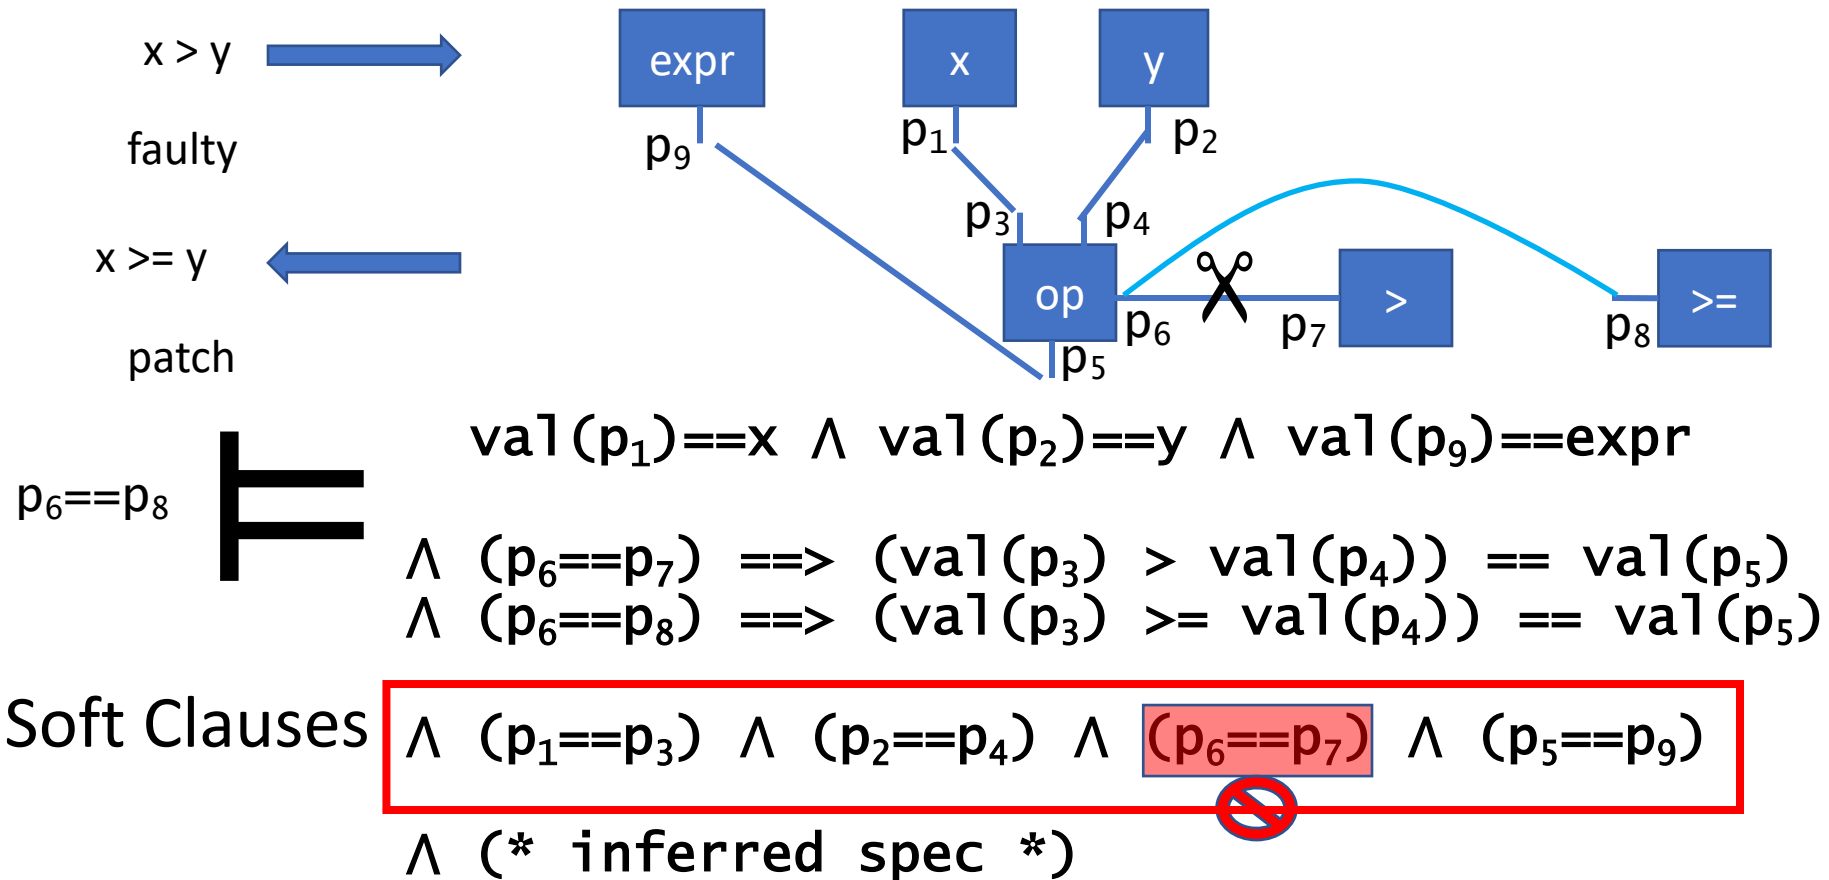 x > y
expr
x
y
p₉
p₁
p₂
faulty
p₃
p₄
x >= y
op
>
>=
p₆
p₇
p₈
patch
p₅
val(p₁)==x ∧ val(p₂)==y ∧ val(p₉)==expr
p₆==p₈
∧ (p₆==p₇) ==> (val(p₃) > val(p₄)) == val(p₅)
∧ (p₆==p₈) ==> (val(p₃) >= val(p₄)) == val(p₅)
Soft Clauses
∧ (p₁==p₃) ∧ (p₂==p₄) ∧ (p₆==p₇) ∧ (p₅==p₉)
∧ (* inferred spec *)